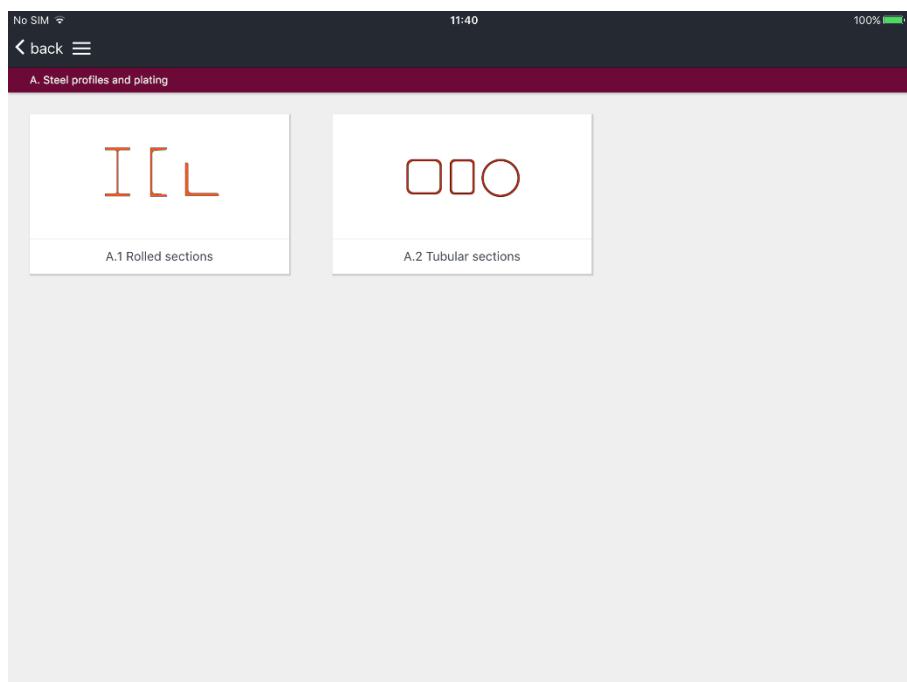 No SIM 11:40 100%
back
A. Steel profiles and plating
A.1 Rolled sections A.2 Tubular sections